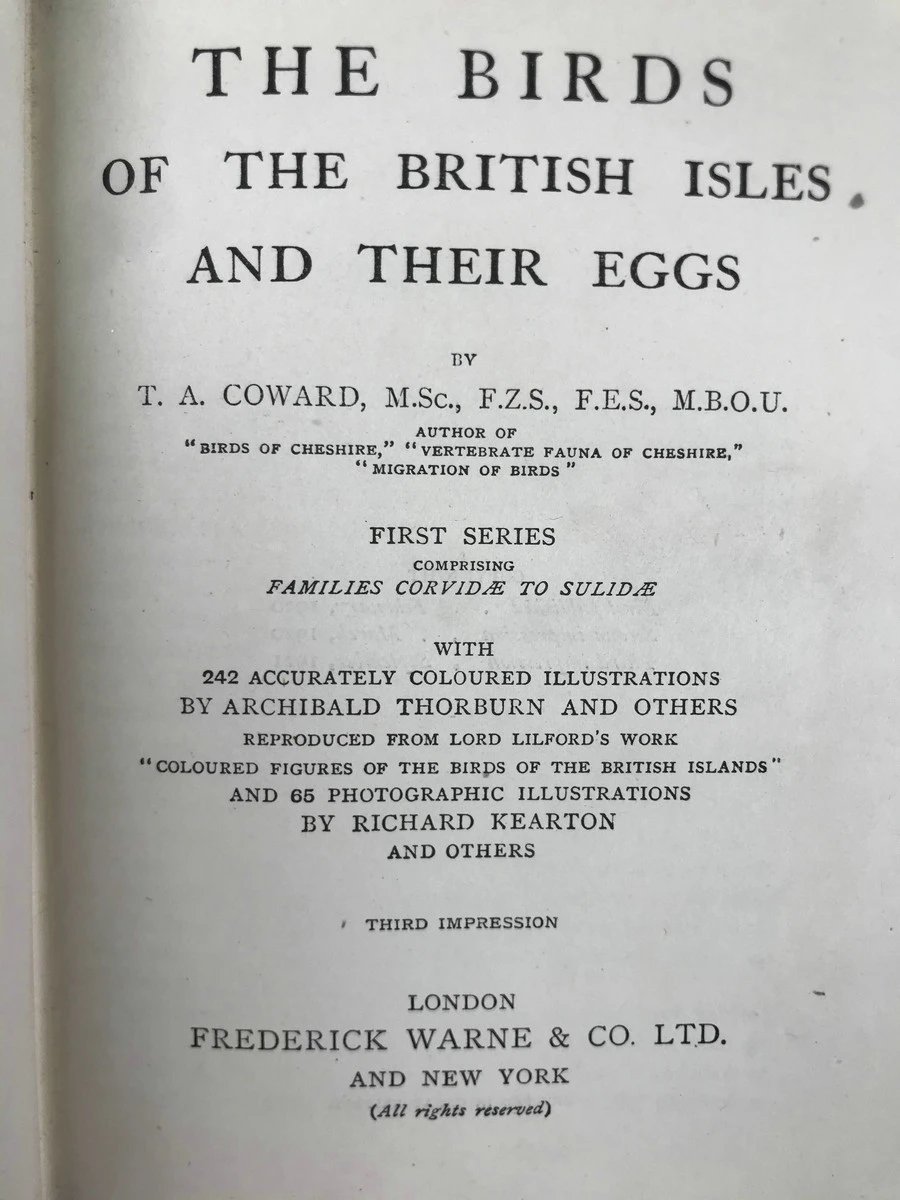 THE BIRDS
OF THE BRITISH ISLES
AND THEIR EGGS
BY
T. A. COWARD, M.Sc., F.Z.S., F.E.S., M.B.O.U.
AUTHOR OF
"BIRDS OF CHESHIRE," "VERTEBRATE FAUNA OF CHESHIRE,"
"MIGRATION OF BIRDS"
FIRST SERIES
COMPRISING
FAMILIES CORVIDÆ TO SULIDÆ
WITH
242 ACCURATELY COLOURED ILLUSTRATIONS
BY ARCHIBALD THORBURN AND OTHERS
REPRODUCED FROM LORD LILFORD'S WORK
"COLOURED FIGURES OF THE BIRDS OF THE BRITISH ISLANDS"
AND 65 PHOTOGRAPHIC ILLUSTRATIONS
BY RICHARD KEARTON
AND OTHERS
THIRD IMPRESSION
LONDON
FREDERICK WARNE & CO. LTD.
AND NEW YORK
(All rights reserved)